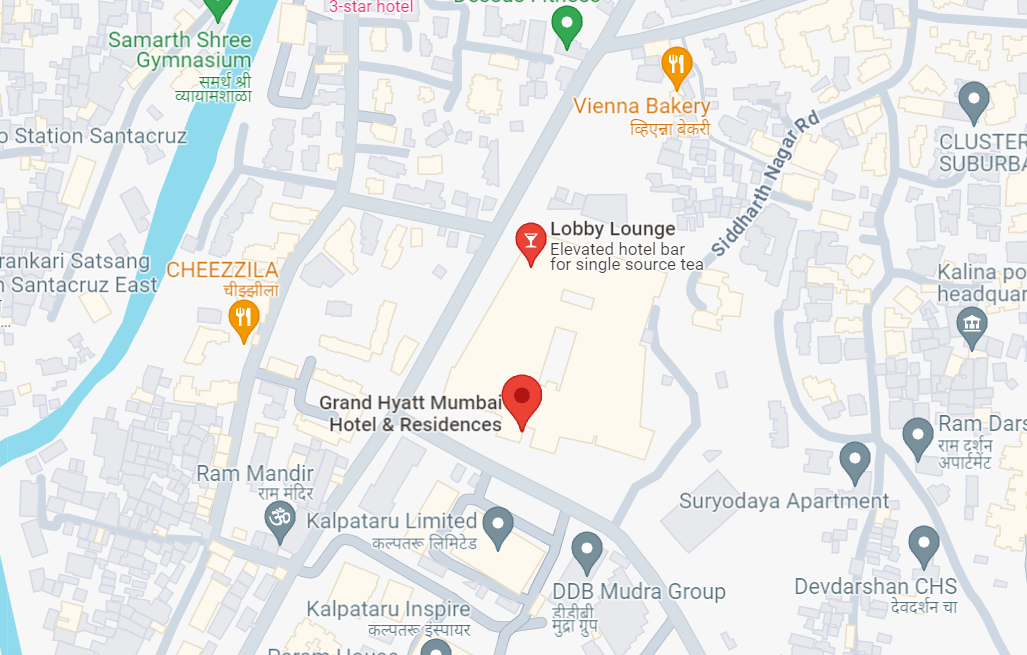 3-star hotel
Samarth Shree
Gymnasium
समर्थ श्री
व्यायामशाळा
Vienna Bakery
व्हिएन्ना बेकरी
Siddharth Nagar Rd
CLUSTER
SUBURBA
o Station Santacruz
Lobby Lounge
Elevated hotel bar
for single source tea
rankari Satsang
n Santacruz East
CHEEZZILA
चीझ्झीला
Kalina po
headquar
Grand Hyatt Mumbai
Hotel & Residences
Ram Dars
राम दर्शन
अपार्टमेंट
Ram Mandir
राम मंदिर
Suryodaya Apartment
Kalpataru Limited
कल्पतरू लिमिटेड
DDB Mudra Group
डीडीबी
मुद्रा ग्रुप
Devdarshan CHS
देवदर्शन चा
Kalpataru Inspire
कल्पतरू इंस्पायर